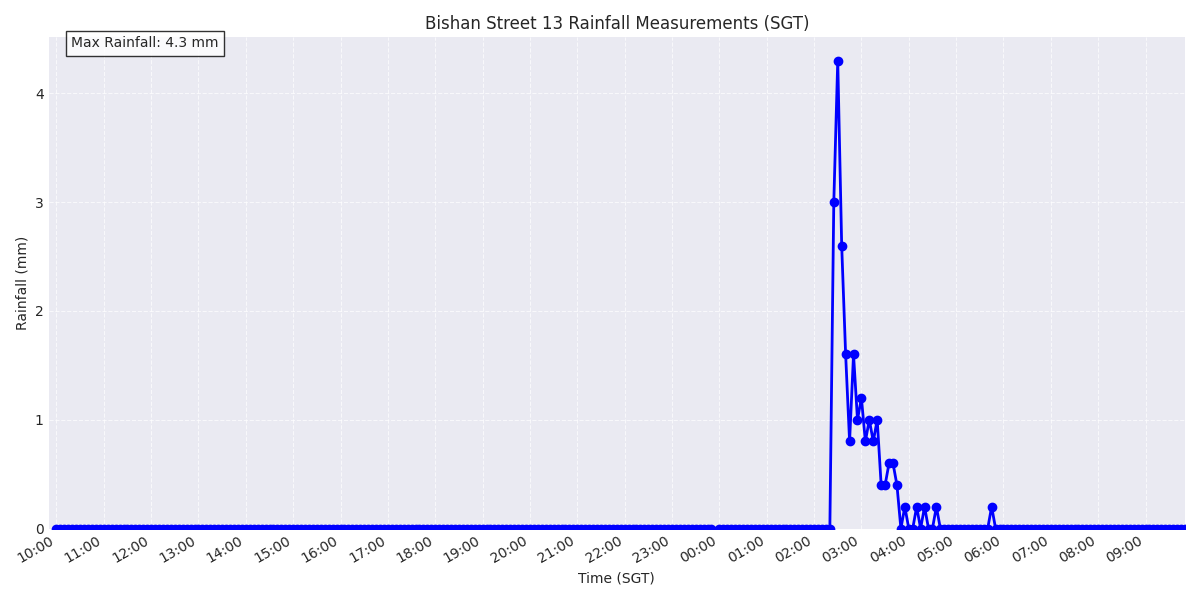 Bishan Street 13 Rainfall Measurements (SGT)
Max Rainfall: 4.3 mm
Rainfall (mm)
4
3
2
1
0
10:00 11:00 12:00 13:00 14:00 15:00 16:00 17:00 18:00 19:00 20:00 21:00 22:00 23:00 00:00 01:00 02:00 03:00 04:00 05:00 06:00 07:00 08:00 09:00
Time (SGT)